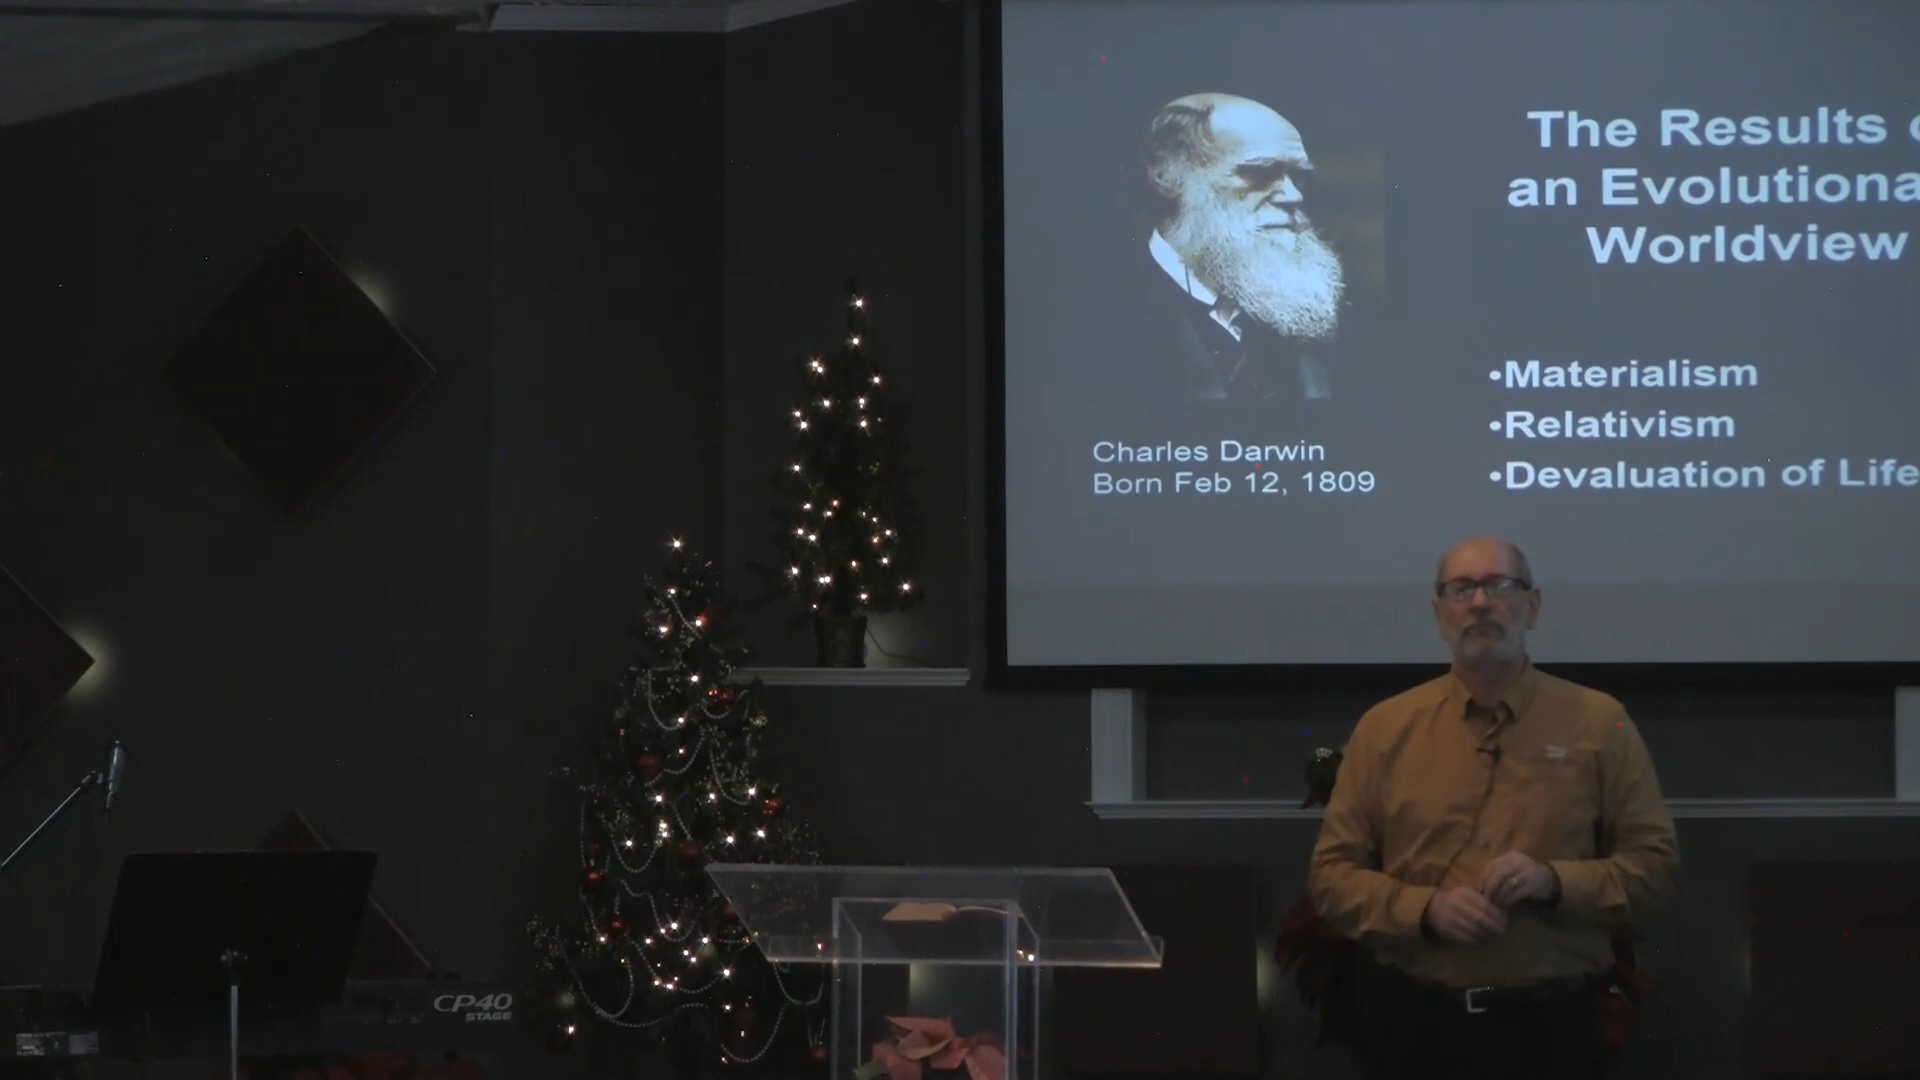 The Results
an Evolutiona
Worldview
•Materialism
•Relativism
•Devaluation of Life
Charles Darwin
Born Feb 12, 1809
CP40
STAGE